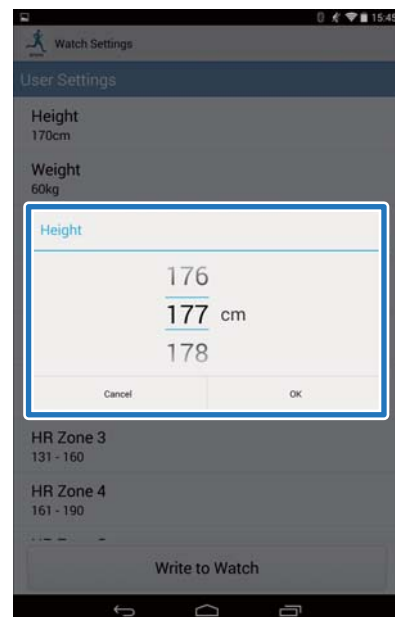 15:45
Watch Settings
User Settings
Height
170cm
Weight
60kg
Height
176
177 cm
178
Cancel OK
HR Zone 3
131 - 160
HR Zone 4
161 - 190
Write to Watch